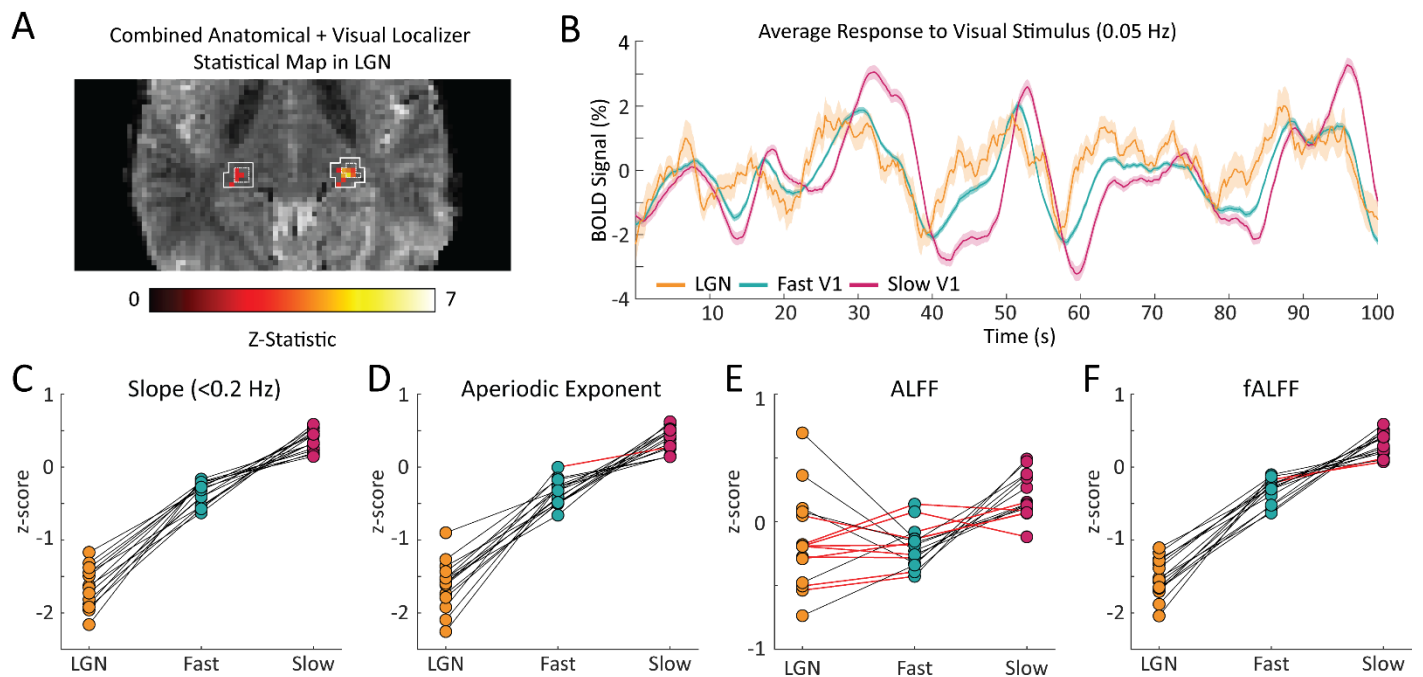 A
Combined Anatomical + Visual Localizer
Statistical Map in LGN
0
7
Z-Statistic
B
Average Response to Visual Stimulus (0.05 Hz)
BOLD Signal (%)
4
2
0
-2
-4
LGN
Fast V1
Slow V1
10
20
30
40
50
60
70
80
90
100
Time (s)
C
Slope (<0.2 Hz)
z-score
1
0
-1
-2
LGN
Fast
Slow
D
Aperiodic Exponent
z-score
1
0
-1
-2
LGN
Fast
Slow
E
ALFF
z-score
1
0
-1
LGN
Fast
Slow
F
fALFF
z-score
1
0
-1
-2
LGN
Fast
Slow